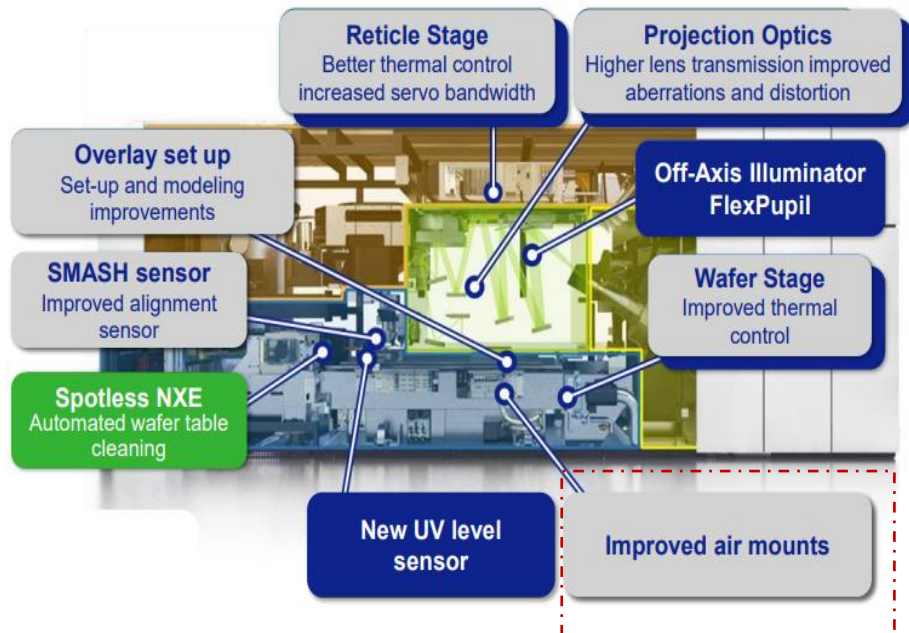 Reticle Stage
Better thermal control
increased servo bandwidth
Projection Optics
Higher lens transmission improved
aberrations and distortion
Overlay set up
Set-up and modeling
improvements
Off-Axis Illuminator
FlexPupil
SMASH sensor
Improved alignment
sensor
Wafer Stage
Improved thermal
control
Spotless NXE
Automated wafer table
cleaning
New UV level
sensor
Improved air mounts